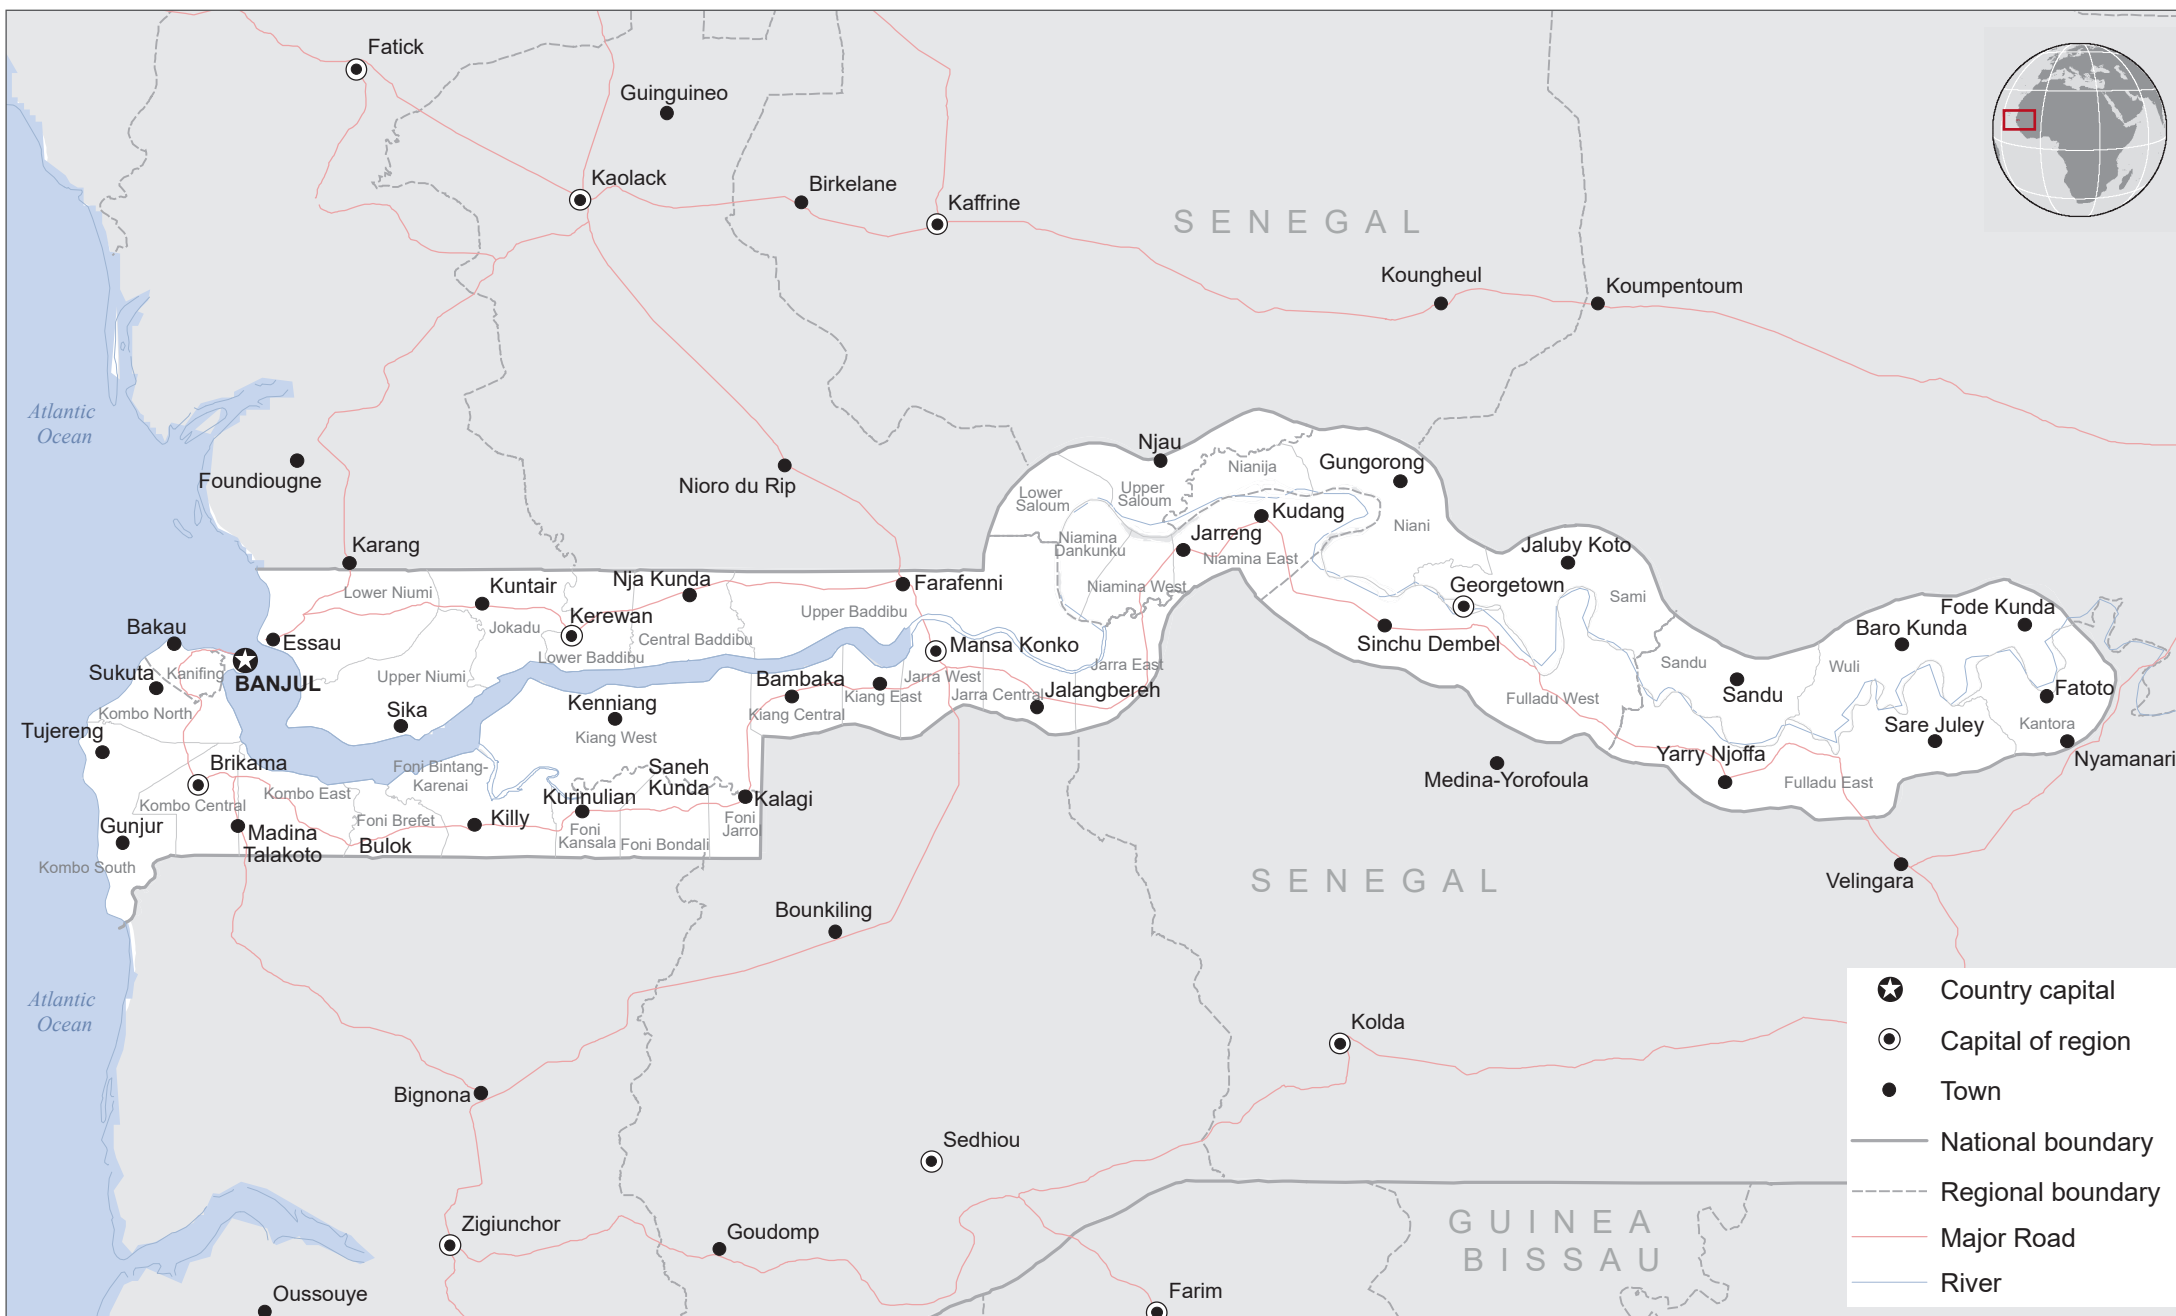 Fatick
Guinguineo
Kaolack
Birkelane
Kaffrine
SENEGAL
Koungheul
Koumpentoum
Atlantic
Ocean
Foundiougne
Nioro du Rip
Njau
Gungorong
Nianija
Lower
Saloum
Upper
Saloum
Kudang
Niani
Jarreng
Niamina
Dankunku
Niamina East
Niamina West
Jaluby Koto
Georgetown
Sami
Karang
Lower Niumi
Kuntair
Nja Kunda
Farafenni
Upper Baddibu
Jokadu
Kerewan
Central Baddibu
Lower Baddibu
Bakau
Essau
BANJUL
Sukuta
Kanifing
Upper Niumi
Mansa Konko
Sinchu Dembel
Fode Kunda
Baro Kunda
Sandu
Wuli
Sandu
Fatoto
Jarra East
Jarra West
Jarra Central
Jalangbereh
Bambaka
Kiang East
Kiang Central
Fulladu West
Kombo North
Sika
Kenniang
Kiang West
Tujereng
Sare Juley
Kantora
Nyamanari
Yarry Njoffa
Fulladu East
Medina-Yorofoula
Brikama
Kombo East
Foni Bintang-
Karenai
Saneh
Kunda
Kurinulian
Kalagi
Kombo Central
Foni Brefet
Killy
Foni
Kansala
Foni Bondali
Foni
Jarrol
Gunjur
Madina
Talakoto
Bulok
Kombo South
Velingara
SENEGAL
Bounkiling
Atlantic
Ocean
Kolda
Bignona
Sedhiou
Zigiunchor
Goudomp
GUINEA
BISSAU
Oussouye
Farim
Country capital
Capital of region
Town
National boundary
Regional boundary
Major Road
River